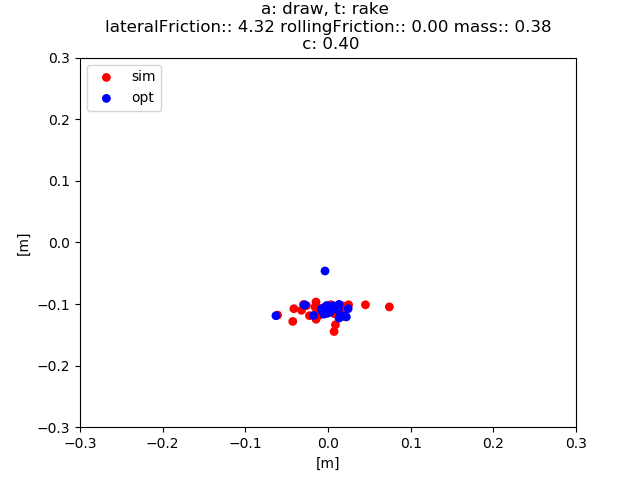 a: draw, t: rake
lateralFriction:: 4.32 rollingFriction:: 0.00 mass:: 0.38
c: 0.40
sim
opt
0.3
0.2
0.1
0.0
−0.1
−0.2
−0.3
[m]
−0.3 −0.2 −0.1 0.0 0.1 0.2 0.3
[m]